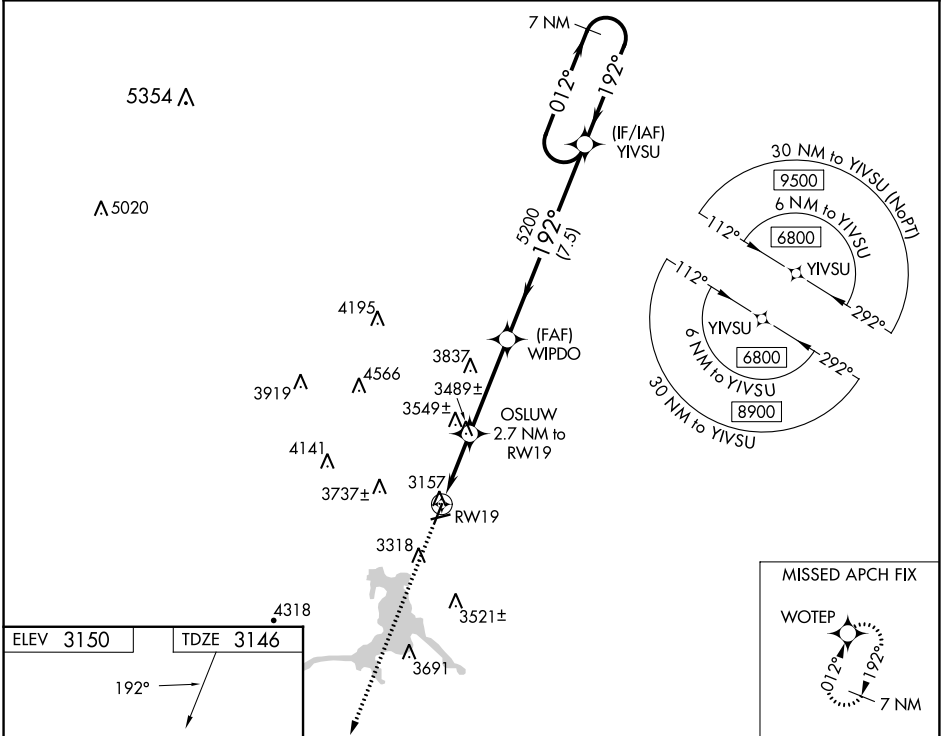 7 NM
012°
192°
5354
(IF/IAF)
YIVSU
5020
5200
192°
(7.5)
30 NM to YIVSU (NoPT)
9500
6 NM to YIVSU
6800
112°
YIVSU
292°
112°
YIVSU
292°
6800
6 NM to YIVSU
8900
30 NM to YIVSU
4195
(FAF)
WIPDO
3837
3919
4566
3489±
3549±
OSLUW
2.7 NM to
RW19
4141
3737±
3157
RW19
3318
4318
3521±
3691
ELEV 3150
TDZE 3146
192°
MISSED APCH FIX
WOTEP
012°
192°
7 NM